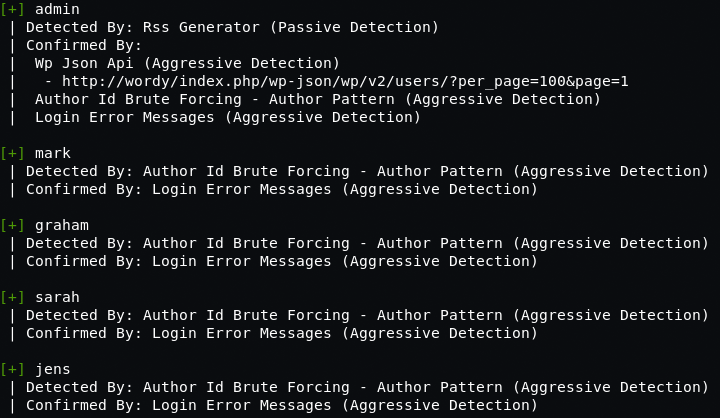 [+] admin
 | Detected By: Rss Generator (Passive Detection)
 | Confirmed By:
 |  Wp Json Api (Aggressive Detection)
 |   - http://wordy/index.php/wp-json/wp/v2/users/?per_page=100&page=1
 |  Author Id Brute Forcing - Author Pattern (Aggressive Detection)
 |  Login Error Messages (Aggressive Detection)

[+] mark
 | Detected By: Author Id Brute Forcing - Author Pattern (Aggressive Detection)
 | Confirmed By: Login Error Messages (Aggressive Detection)

[+] graham
 | Detected By: Author Id Brute Forcing - Author Pattern (Aggressive Detection)
 | Confirmed By: Login Error Messages (Aggressive Detection)

[+] sarah
 | Detected By: Author Id Brute Forcing - Author Pattern (Aggressive Detection)
 | Confirmed By: Login Error Messages (Aggressive Detection)

[+] jens
 | Detected By: Author Id Brute Forcing - Author Pattern (Aggressive Detection)
 | Confirmed By: Login Error Messages (Aggressive Detection)